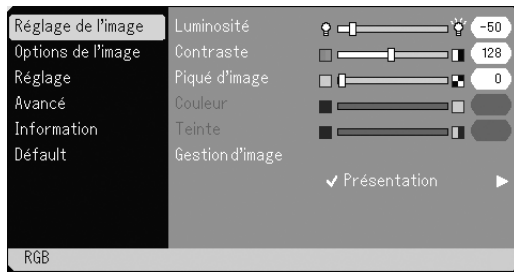 Réglage de l'image
Options de l'image
Réglage
Avancé
Information
Défault
Luminosité -50
Contraste 128
Piqué d'image 0
Couleur
Teinte
Gestion d'image
✓ Présentation ▶
RGB